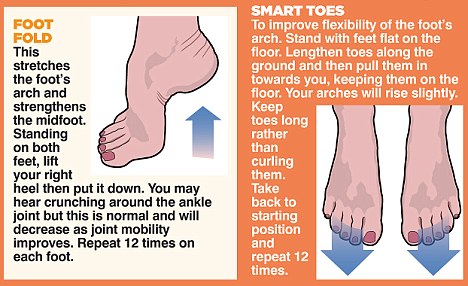 FOOT
FOLD
This
stretches
the foot's
arch and
strengthens
the midfoot.
Standing
on both
feet, lift
your right
heel then put it down. You may
hear crunching around the ankle
joint but this is normal and will
decrease as joint mobility
improves. Repeat 12 times on
each foot.
SMART TOES
To improve flexibility of the foot's
arch. Stand with feet flat on the
floor. Lengthen toes along the
ground and then pull them in
towards you, keeping them on the
floor. Your arches will rise slightly.
Keep
toes long
rather
than
curling
them.
Take
back to
starting
position
and
repeat 12
times.